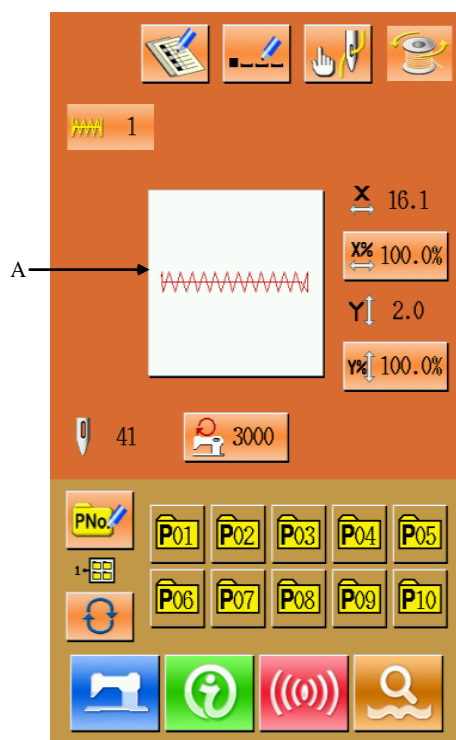 1
X 16.1
A
X% 100.0%
Y 2.0
Y% 100.0%
41 3000
PNo.
P01 P02 P03 P04 P05
1-
P06 P07 P08 P09 P10